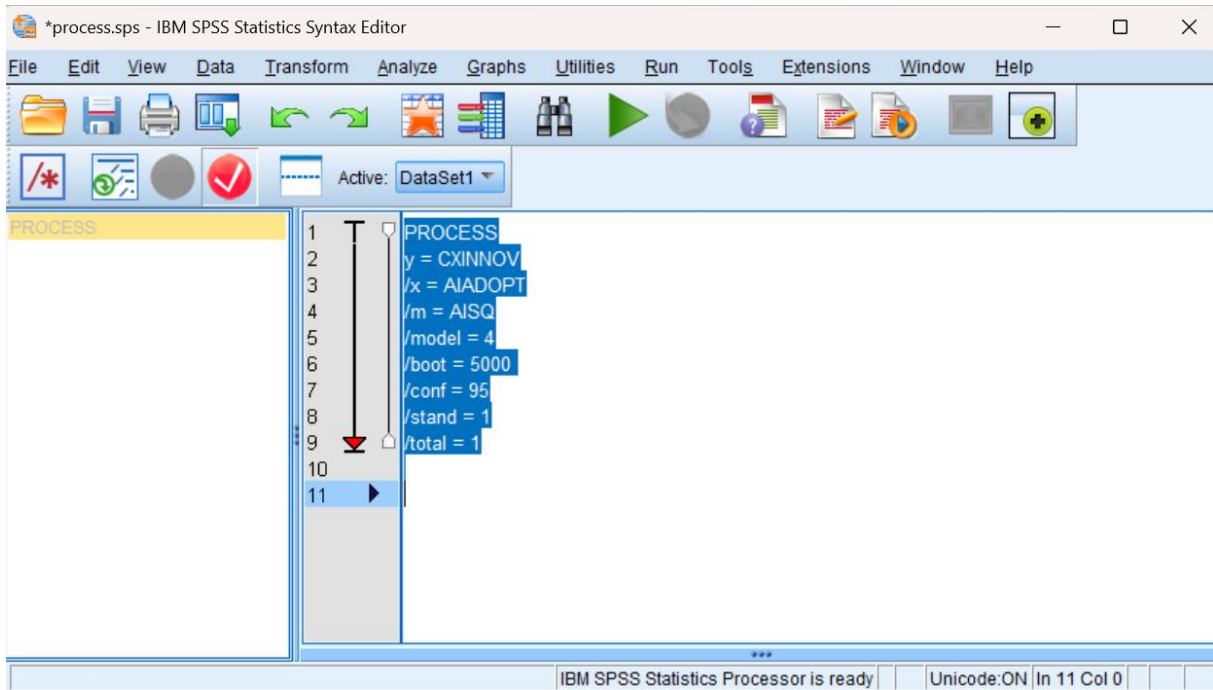 *process.sps - IBM SPSS Statistics Syntax Editor
File Edit View Data Transform Analyze Graphs Utilities Run Tools Extensions Window Help
Active: DataSet1
PROCESS
1 PROCESS
2 y = CXINNOV
3 /x = AIADOPT
4 /m = AISQ
5 /model = 4
6 /boot = 5000
7 /conf = 95
8 /stand = 1
9 /total = 1
10
11
IBM SPSS Statistics Processor is ready Unicode:ON In 11 Col 0